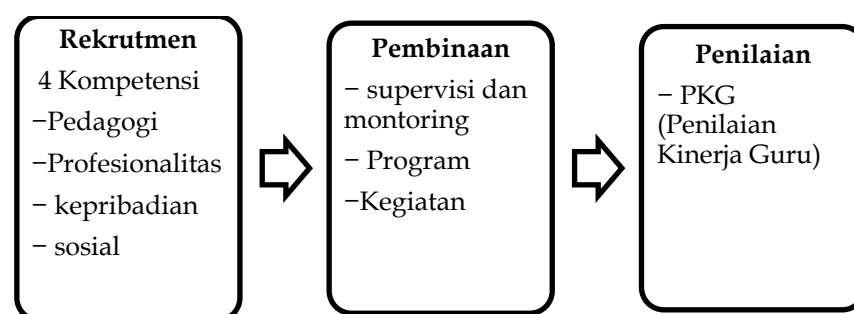 Rekrutmen
4 Kompetensi
−Pedagogi
−Profesionalitas
− kepribadian
− sosial
Pembinaan
− supervisi dan
montoring
− Program
−Kegiatan
Penilaian
− PKG
(Penilaian
Kinerja Guru)